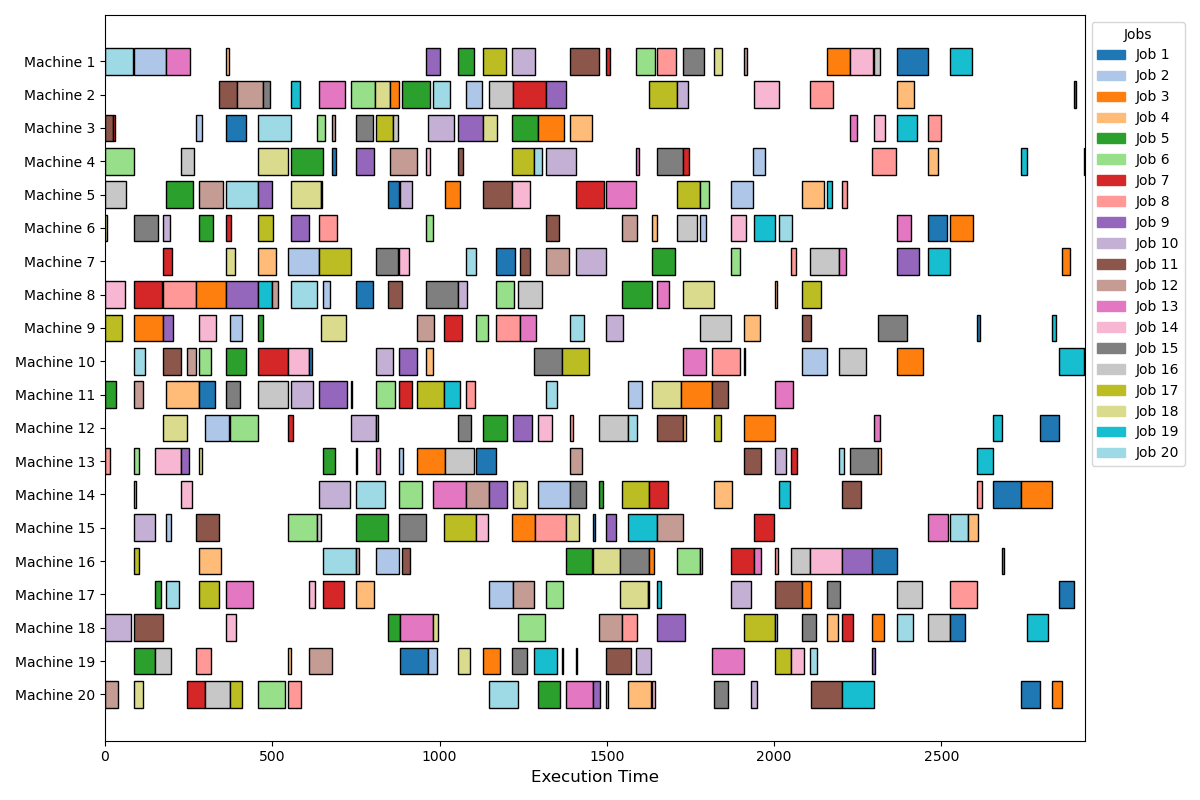 Machine 1
Machine 2
Machine 3
Machine 4
Machine 5
Machine 6
Machine 7
Machine 8
Machine 9
Machine 10
Machine 11
Machine 12
Machine 13
Machine 14
Machine 15
Machine 16
Machine 17
Machine 18
Machine 19
Machine 20
0 500 1000 1500 2000 2500
Execution Time
Jobs
Job 1
Job 2
Job 3
Job 4
Job 5
Job 6
Job 7
Job 8
Job 9
Job 10
Job 11
Job 12
Job 13
Job 14
Job 15
Job 16
Job 17
Job 18
Job 19
Job 20